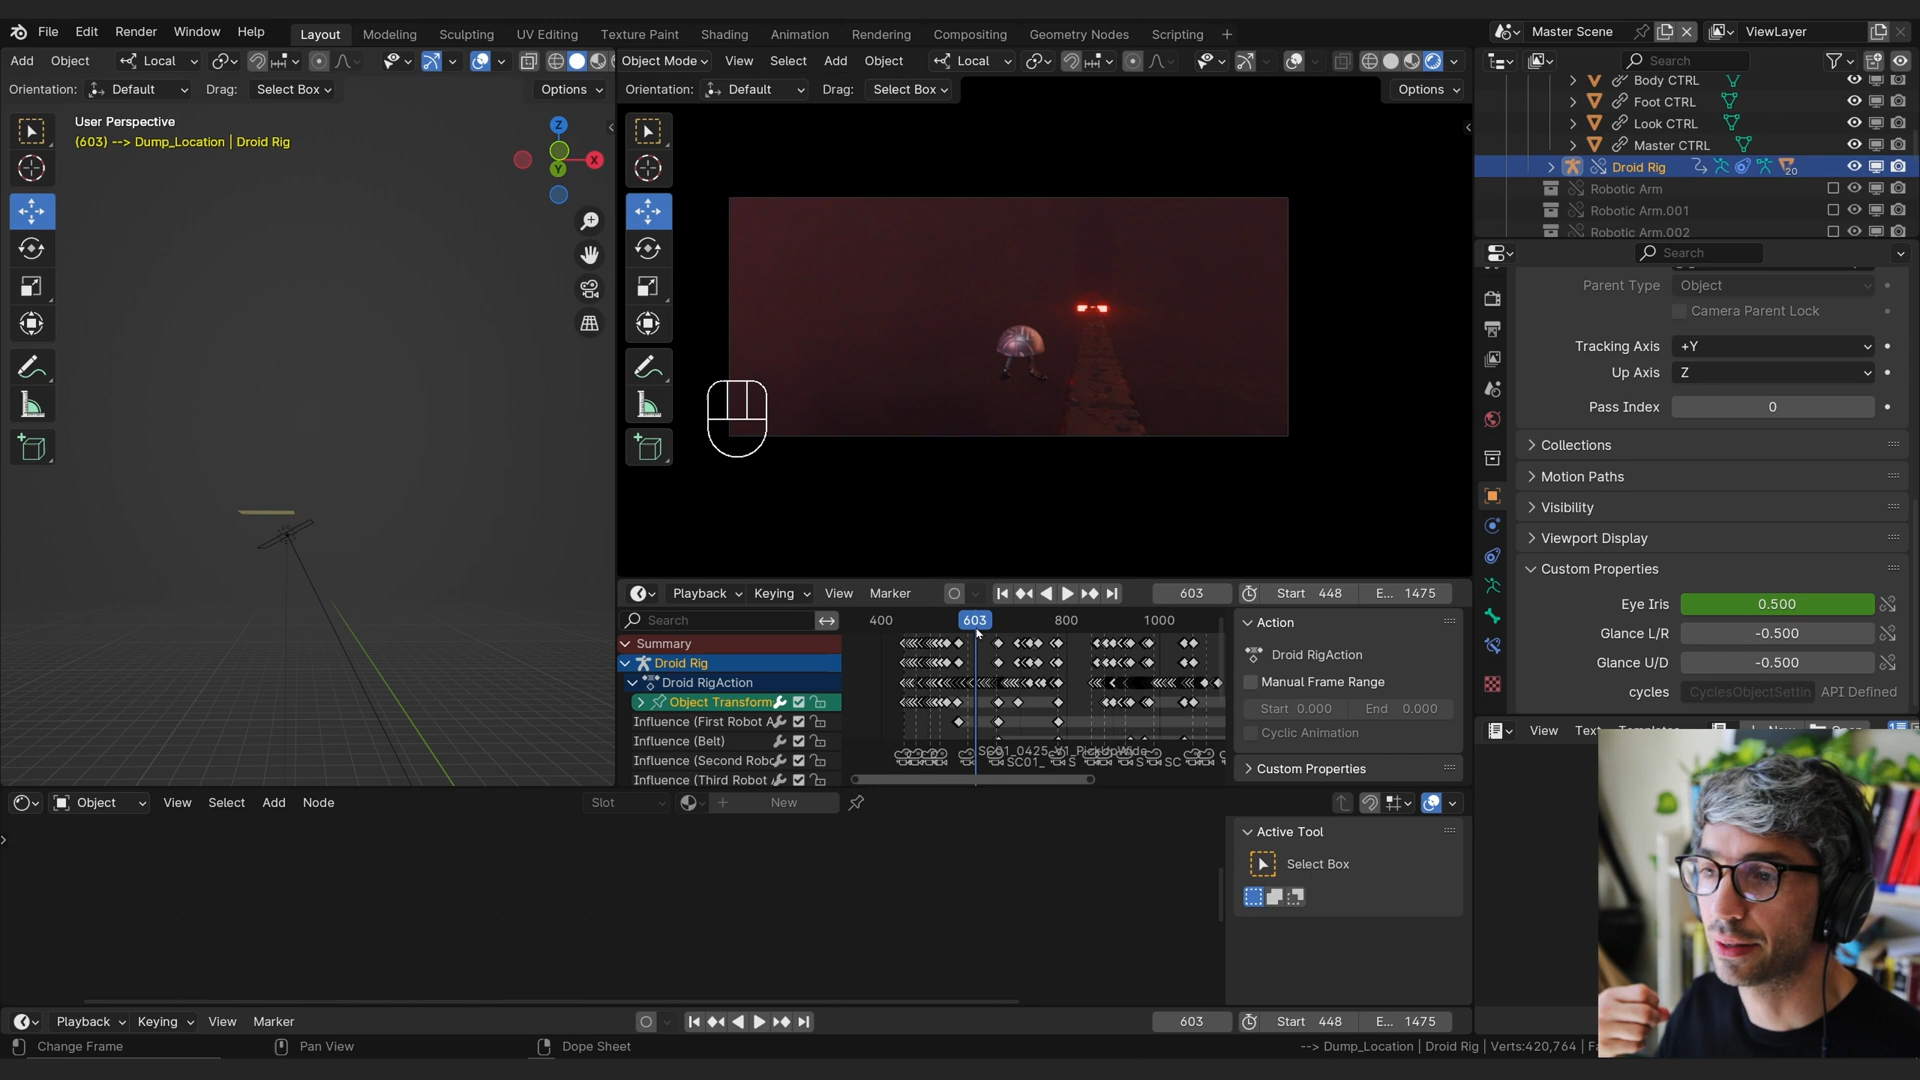 File Edit Render Window Help
Layout Modeling Sculpting UV Editing Texture Paint Shading Animation Rendering Compositing Geometry Nodes Scripting +
Master Scene
ViewLayer
Add Object Local
Object Mode View Select Add Object Local
Search
Orientation: Default Drag: Select Box Options
Orientation: Default Drag: Select Box Options
User Perspective
(603) --> Dump_Location | Droid Rig
Z
X
Y
Body CTRL
Foot CTRL
Look CTRL
Master CTRL
Droid Rig
20
Robotic Arm
Robotic Arm.001
Robotic Arm.002
Search
Parent Type Object
Camera Parent Lock
Tracking Axis +Y
Up Axis Z
Pass Index 0
Collections
Motion Paths
Visibility
Viewport Display
Custom Properties
Eye Iris 0.500
Glance L/R -0.500
Glance U/D -0.500
cycles CyclesObjectSettin API Defined
View Text Templates New
Playback Keying View Marker 603 Start 448 E... 1475
Search
400 603 800 1000
Summary
Droid Rig
Droid RigAction
Object Transform
Influence (First Robot A
Influence (Belt)
Influence (Second Robo
Influence (Third Robot
SC01_0425_V1_PickUpWide
SC01_ S S SC
Action
Droid RigAction
Manual Frame Range
Start 0.000 End 0.000
Cyclic Animation
Custom Properties
Object View Select Add Node Slot New
Active Tool
Select Box
Playback Keying View Marker 603 Start 448 E... 1475
Change Frame Pan View Dope Sheet
--> Dump_Location | Droid Rig | Verts:420,764 | Fa